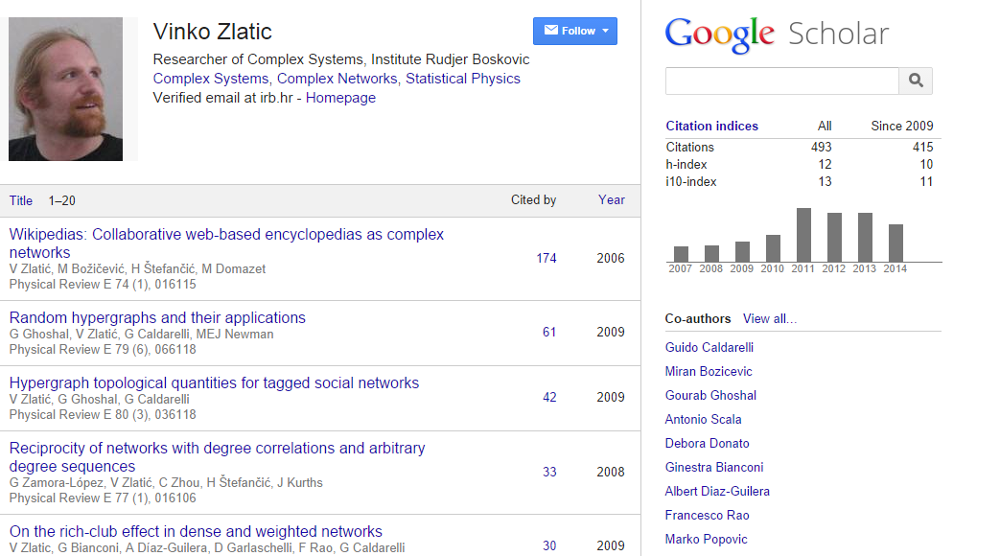 Vinko Zlatic
Follow
Researcher of Complex Systems, Institute Rudjer Boskovic
Complex Systems, Complex Networks, Statistical Physics
Verified email at irb.hr - Homepage
Title 1–20 Cited by Year
Wikipedias: Collaborative web-based encyclopedias as complex
networks
V Zlatić, M Božičević, H Štefančić, M Domazet
Physical Review E 74 (1), 016115
174 2006
Random hypergraphs and their applications
G Ghoshal, V Zlatić, G Caldarelli, MEJ Newman
Physical Review E 79 (6), 066118
61 2009
Hypergraph topological quantities for tagged social networks
V Zlatić, G Ghoshal, G Caldarelli
Physical Review E 80 (3), 036118
42 2009
Reciprocity of networks with degree correlations and arbitrary
degree sequences
G Zamora-López, V Zlatić, C Zhou, H Štefančić, J Kurths
Physical Review E 77 (1), 016106
33 2008
On the rich-club effect in dense and weighted networks
V Zlatic, G Bianconi, A Díaz-Guilera, D Garlaschelli, F Rao, G Caldarelli
30 2009
Google Scholar
Citation indices All Since 2009
Citations 493 415
h-index 12 10
i10-index 13 11
2007 2008 2009 2010 2011 2012 2013 2014
Co-authors View all...
Guido Caldarelli
Miran Bozicevic
Gourab Ghoshal
Antonio Scala
Debora Donato
Ginestra Bianconi
Albert Diaz-Guilera
Francesco Rao
Marko Popovic